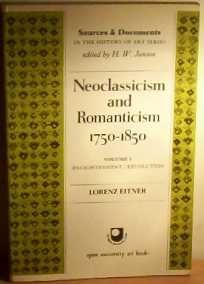 Sources & Documents
IN THE HISTORY OF ART SERIES
edited by H. W. Janson
Neoclassicism
and
Romanticism
1750-1850
VOLUME I
ENLIGHTENMENT / REVOLUTION
LORENZ EITNER
open university set book